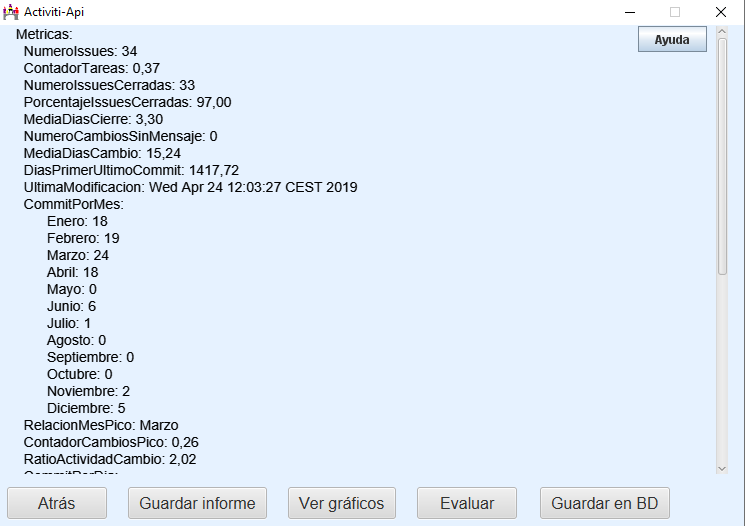 Activiti-Api
Metricas:
Ayuda
NumeroIssues: 34
ContadorTareas: 0,37
NumeroIssuesCerradas: 33
PorcentajeIssuesCerradas: 97,00
MediaDiasCierre: 3,30
NumeroCambiosSinMensaje: 0
MediaDiasCambio: 15,24
DiasPrimerUltimoCommit: 1417,72
UltimaModificacion: Wed Apr 24 12:03:27 CEST 2019
CommitPorMes:
Enero: 18
Febrero: 19
Marzo: 24
Abril: 18
Mayo: 0
Junio: 6
Julio: 1
Agosto: 0
Septiembre: 0
Octubre: 0
Noviembre: 2
Diciembre: 5
RelacionMesPico: Marzo
ContadorCambiosPico: 0,26
RatioActividadCambio: 2,02
CommitPorDia:
Atrás Guardar informe Ver gráficos Evaluar Guardar en BD